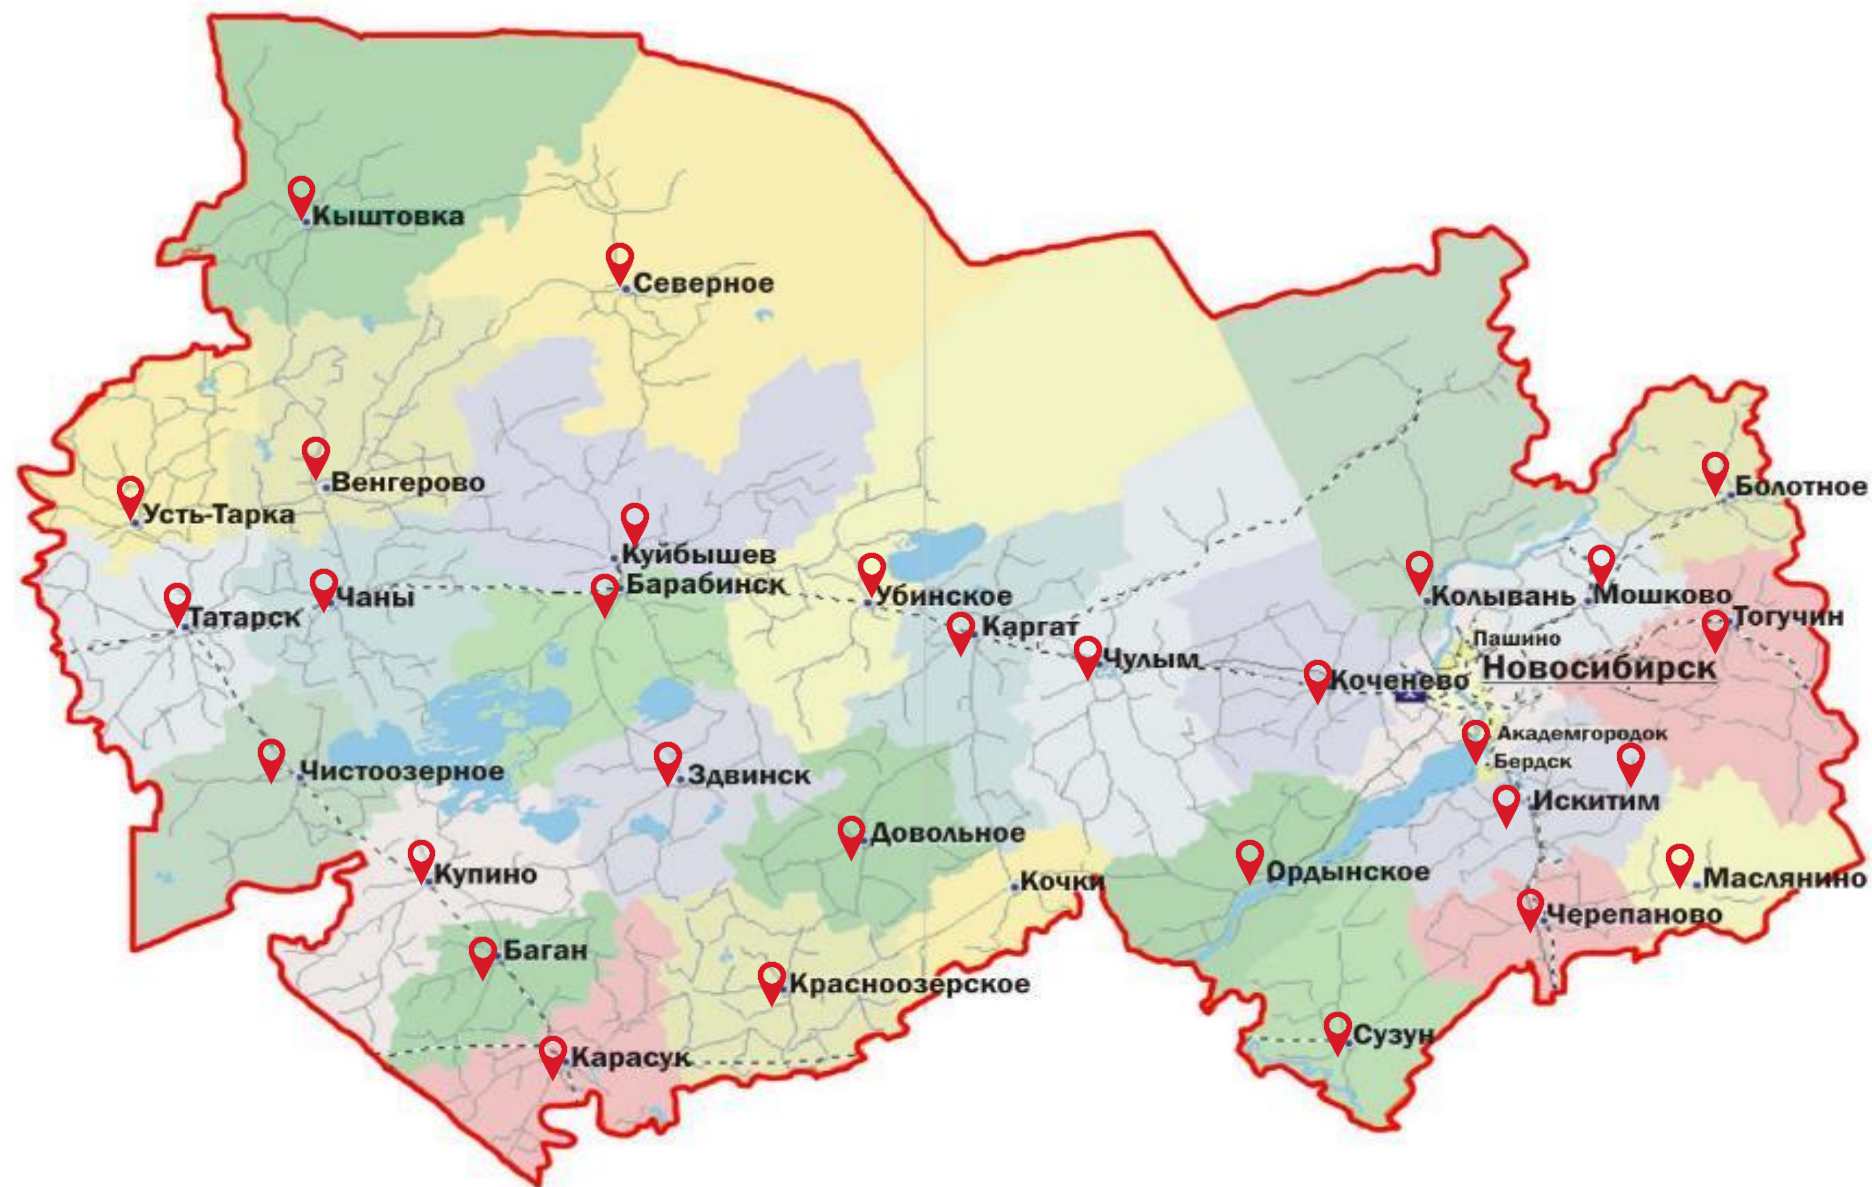 Кыштовка
Северное
Венгерово
Болотное
Усть-Тарка
Куйбышев
Барабинск
Чаны
Убинское
Колывань
Мошково
Татарск
Тогучин
Каргат
Пашино
Чулым
Новосибирск
Коченево
Академгородок
Бердск
Чистоозерное
Здвинск
Искитим
Довольное
Купино
Кочки
Ордынское
Маслянино
Черепаново
Баган
Красноозерское
Сузун
Карасук